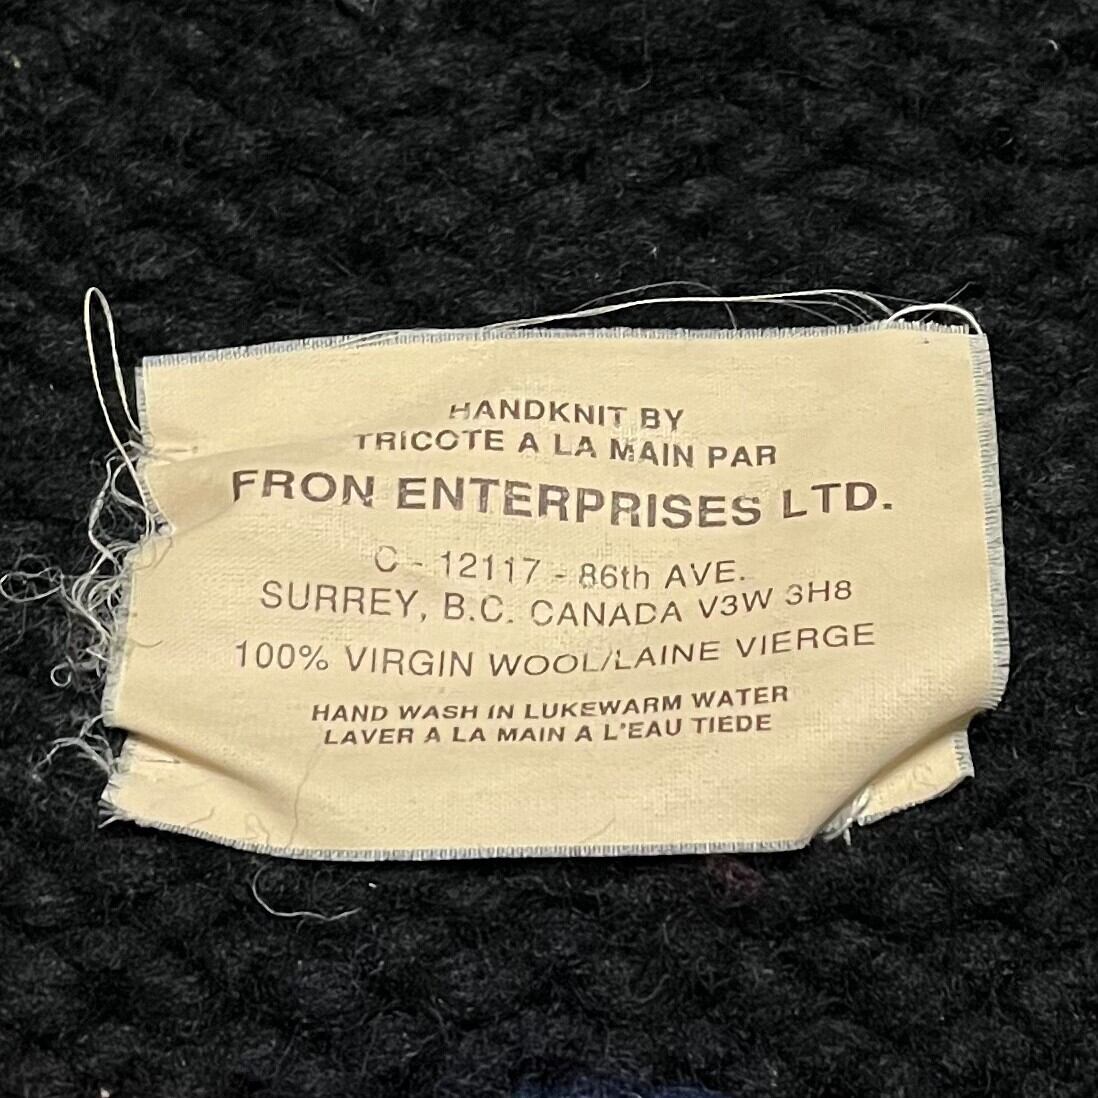 HANDKNIT BY
TRICOTE A LA MAIN PAR
FRON ENTERPRISES LTD.
C - 12117 - 86th AVE.
SURREY, B.C. CANADA V3W 3H8
100% VIRGIN WOOL/LAINE VIERGE
HAND WASH IN LUKEWARM WATER
LAVER A LA MAIN A L'EAU TIEDE